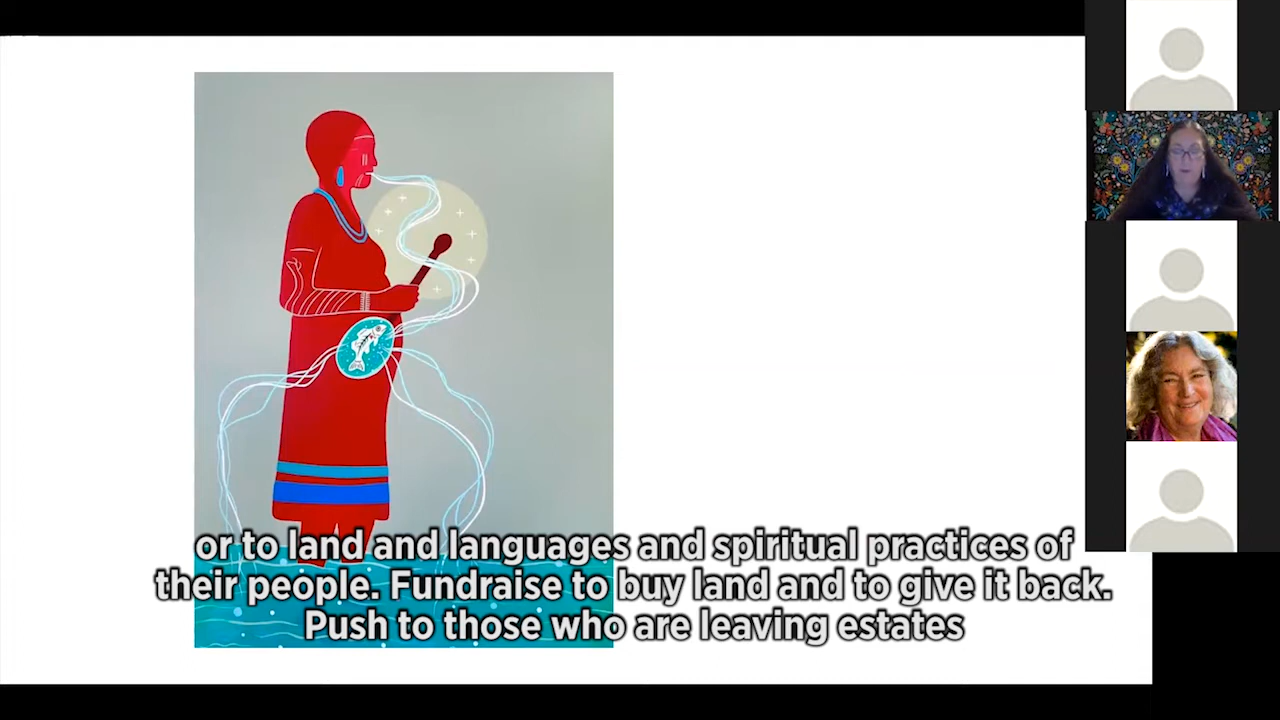 or to land and languages and spiritual practices of
their people. Fundraise to buy land and to give it back.
Push to those who are leaving estates